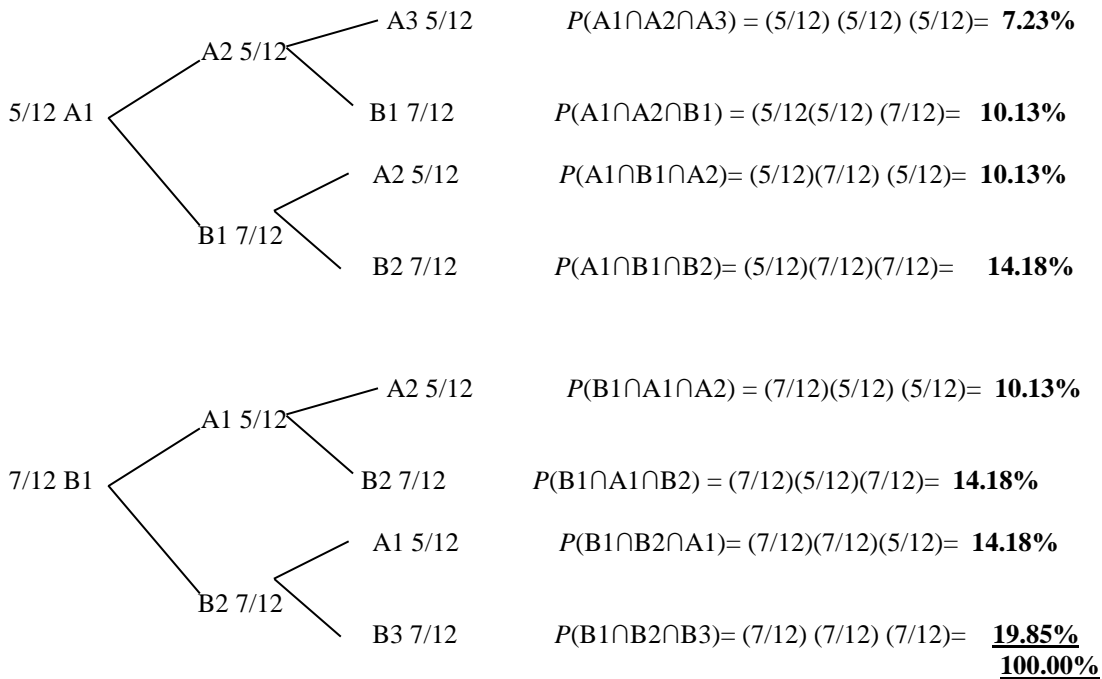 A3 5/12 P(A1∩A2∩A3) = (5/12) (5/12) (5/12)= 7.23%
A2 5/12
5/12 A1 B1 7/12 P(A1∩A2∩B1) = (5/12(5/12) (7/12)= 10.13%
A2 5/12 P(A1∩B1∩A2)= (5/12)(7/12) (5/12)= 10.13%
B1 7/12
B2 7/12 P(A1∩B1∩B2)= (5/12)(7/12)(7/12)= 14.18%
A2 5/12 P(B1∩A1∩A2) = (7/12)(5/12) (5/12)= 10.13%
A1 5/12
7/12 B1 B2 7/12 P(B1∩A1∩B2) = (7/12)(5/12)(7/12)= 14.18%
A1 5/12 P(B1∩B2∩A1)= (7/12)(7/12)(5/12)= 14.18%
B2 7/12
B3 7/12 P(B1∩B2∩B3)= (7/12) (7/12) (7/12)= 19.85%
100.00%